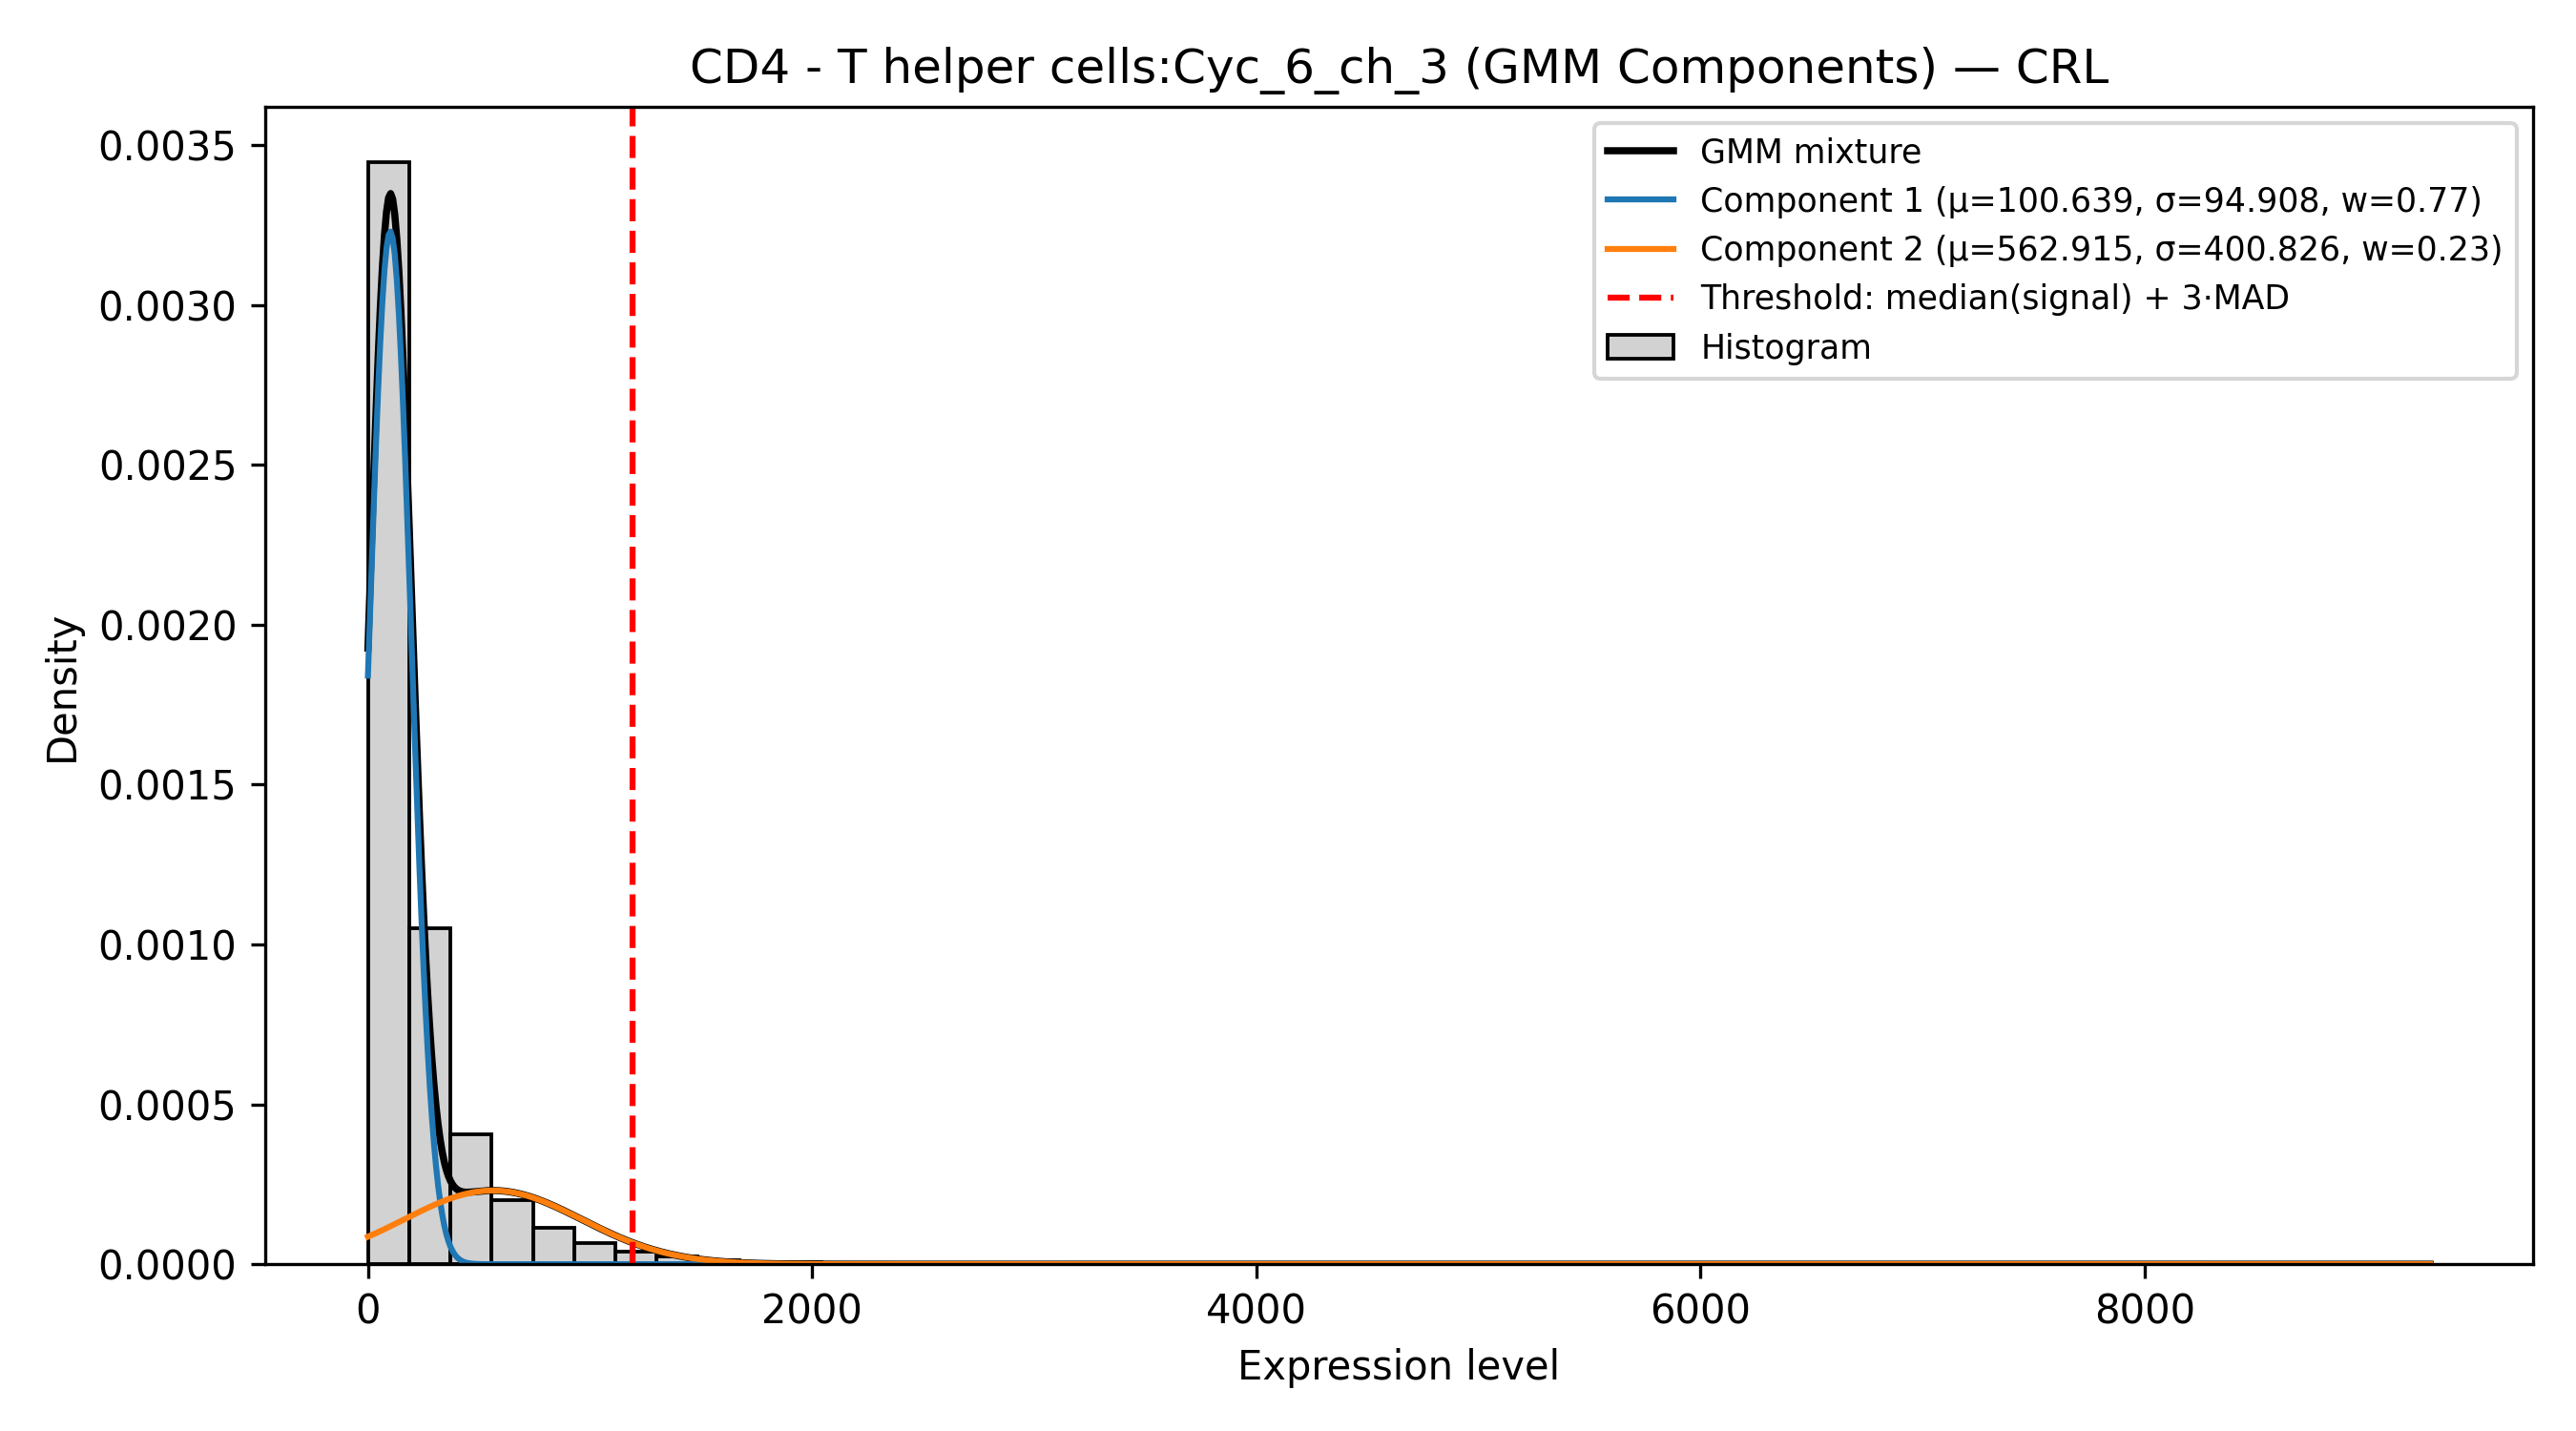 CD4 - T helper cells:Cyc_6_ch_3 (GMM Components) — CRL
GMM mixture
Component 1 (μ=100.639, σ=94.908, w=0.77)
Component 2 (μ=562.915, σ=400.826, w=0.23)
Threshold: median(signal) + 3·MAD
Histogram
0.0035
0.0030
0.0025
0.0020
0.0015
0.0010
0.0005
0.0000
Density
0 2000 4000 6000 8000
Expression level